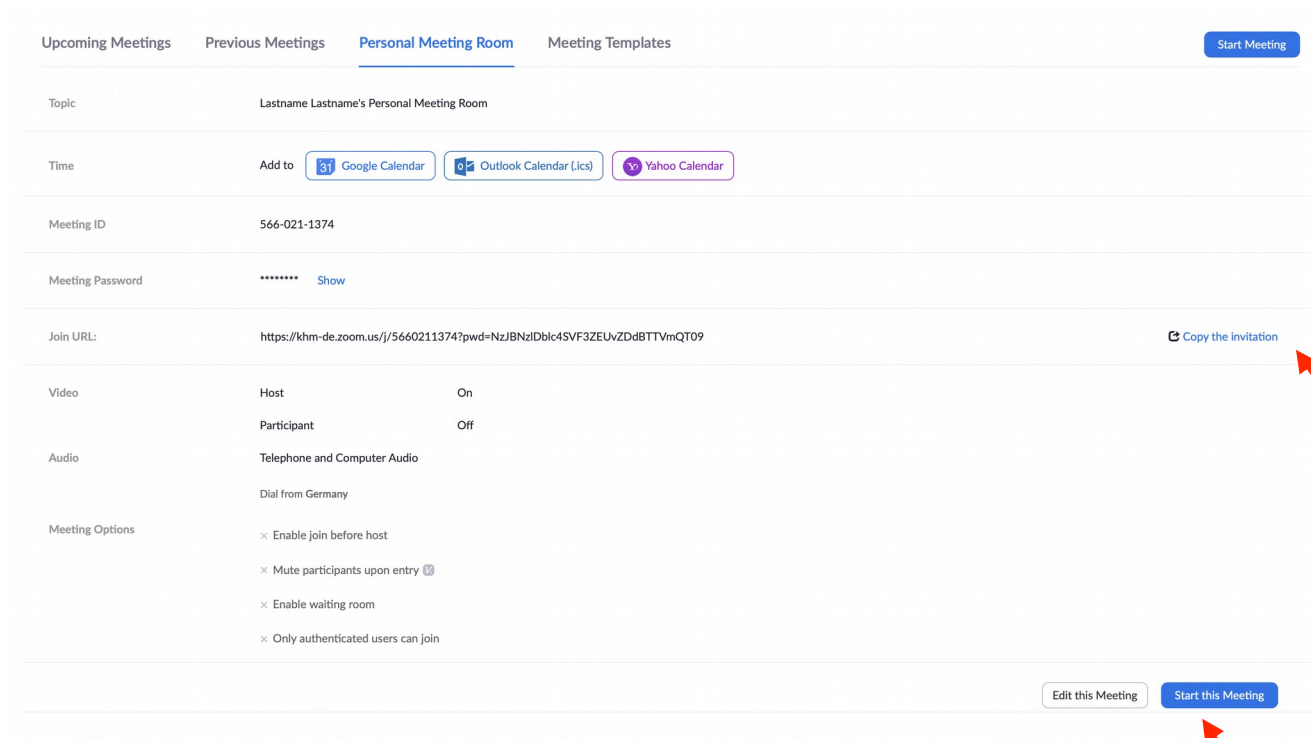 Upcoming Meetings Previous Meetings Personal Meeting Room Meeting Templates Start Meeting
Topic Lastname Lastname's Personal Meeting Room
Time Add to 31 Google Calendar Outlook Calendar (.ics) Yahoo Calendar
Meeting ID 566-021-1374
Meeting Password ******** Show
Join URL: https://khm-de.zoom.us/j/5660211374?pwd=NzJBNzlDblc4SVF3ZEUvZDdBTTVmQT09 Copy the invitation
Video Host On
Participant Off
Audio Telephone and Computer Audio
Dial from Germany
Meeting Options
× Enable join before host
× Mute participants upon entry
× Enable waiting room
× Only authenticated users can join
Edit this Meeting Start this Meeting